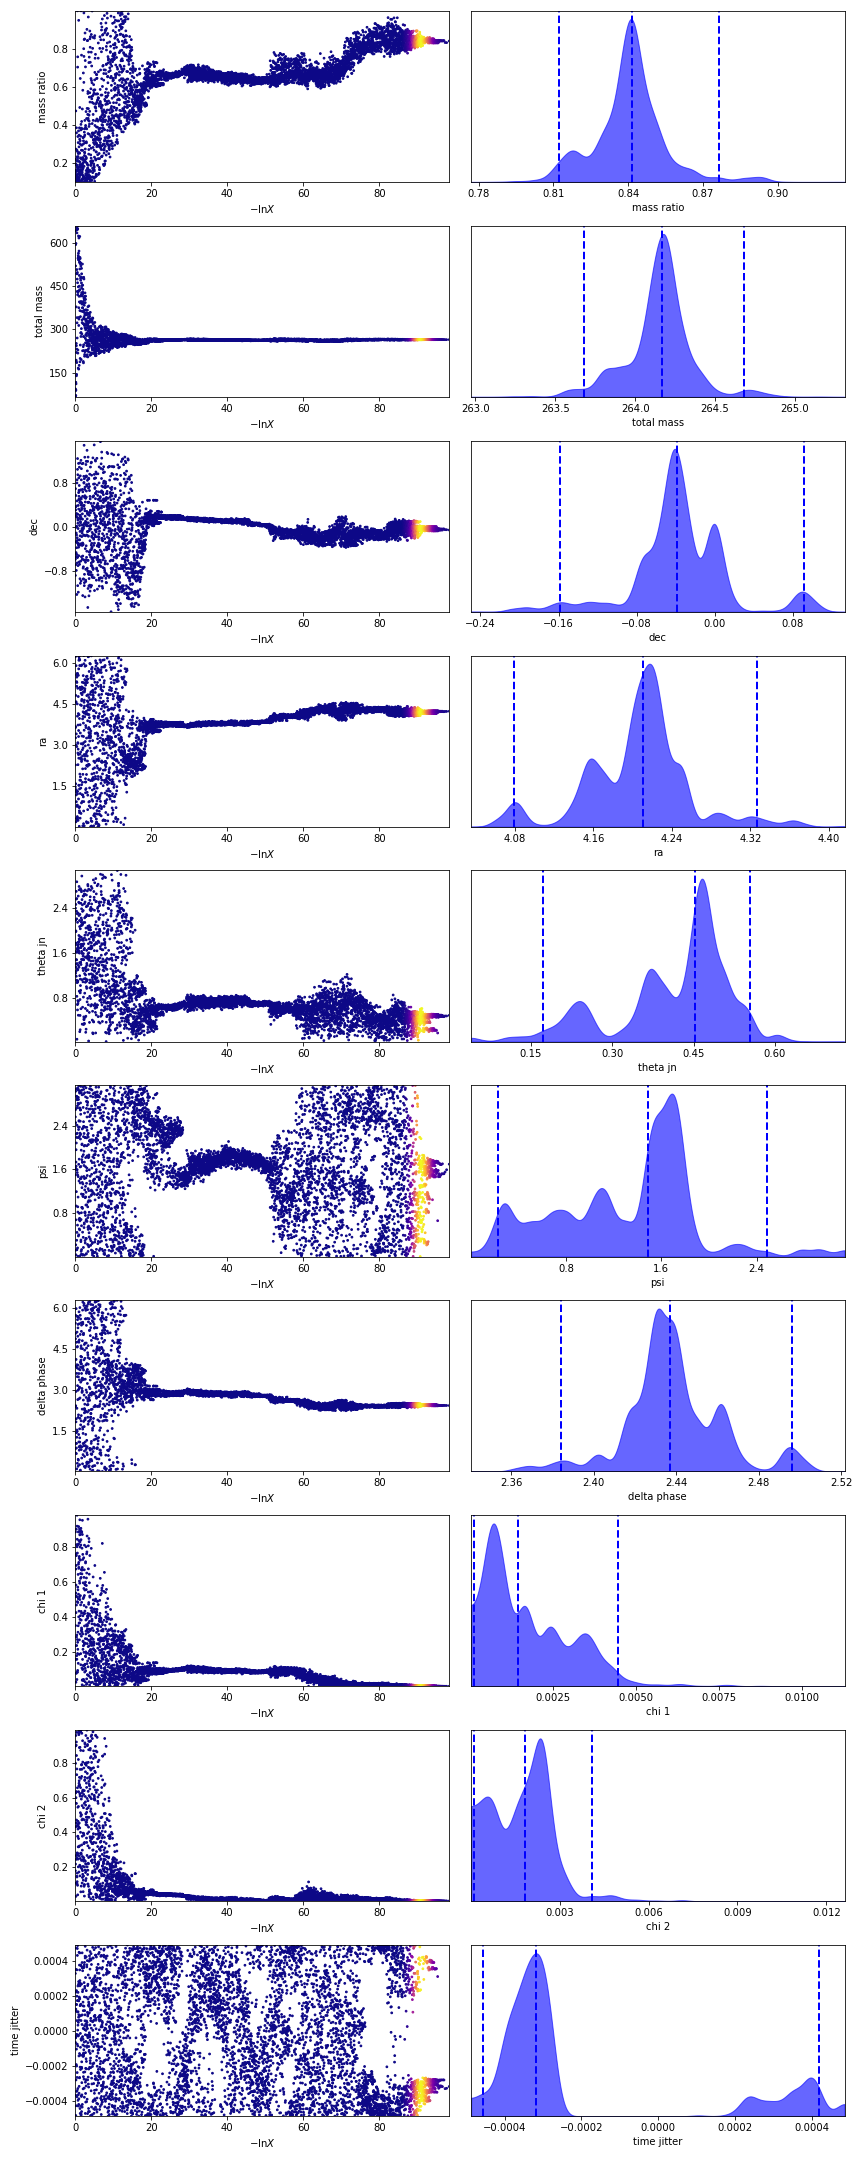 0.8
0.6
0.4
0.2
mass ratio
0 20 40 60 80
−lnX
0.78 0.81 0.84 0.87 0.90
mass ratio
600
450
300
150
total mass
0 20 40 60 80
−lnX
263.0 263.5 264.0 264.5 265.0
total mass
0.8
0.0
−0.8
dec
0 20 40 60 80
−lnX
−0.24 −0.16 −0.08 0.00 0.08
dec
6.0
4.5
3.0
1.5
ra
0 20 40 60 80
−lnX
4.08 4.16 4.24 4.32 4.40
ra
2.4
1.6
0.8
theta jn
0 20 40 60 80
−lnX
0.15 0.30 0.45 0.60
theta jn
2.4
1.6
0.8
psi
0 20 40 60 80
−lnX
0.8 1.6 2.4
psi
6.0
4.5
3.0
1.5
delta phase
0 20 40 60 80
−lnX
2.36 2.40 2.44 2.48 2.52
delta phase
0.8
0.6
0.4
0.2
chi 1
0 20 40 60 80
−lnX
0.0025 0.0050 0.0075 0.0100
chi 1
0.8
0.6
0.4
0.2
chi 2
0 20 40 60 80
−lnX
0.003 0.006 0.009 0.012
chi 2
0.0004
0.0002
0.0000
−0.0002
−0.0004
time jitter
0 20 40 60 80
−lnX
−0.0004 −0.0002 0.0000 0.0002 0.0004
time jitter